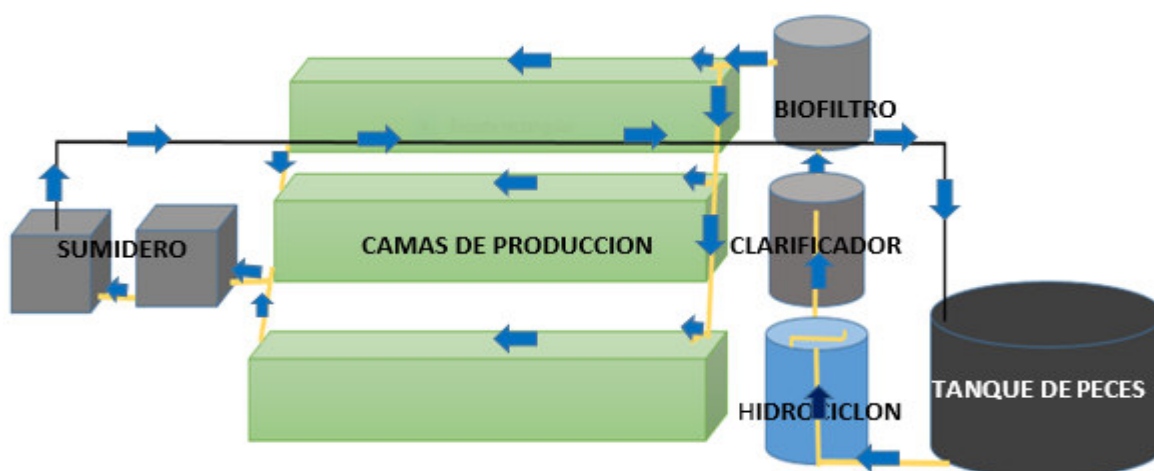 BIOFILTRO
SUMIDERO
CAMAS DE PRODUCCION
CLARIFICADOR
TANQUE DE PECES
HIDROCICLON